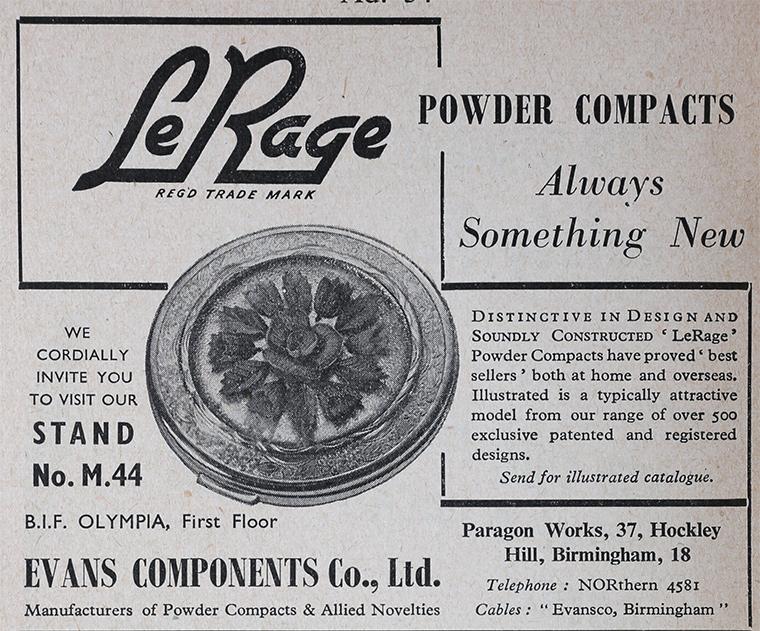 LeRage
REG'D TRADE MARK
POWDER COMPACTS
Always
Something New
WE
CORDIALLY
INVITE YOU
TO VISIT OUR
STAND
No. M.44
B.I.F. OLYMPIA, First Floor
DISTINCTIVE IN DESIGN AND
SOUNDLY CONSTRUCTED ‘ LeRage ’
Powder Compacts have proved ‘ best
sellers ’ both at home and overseas.
Illustrated is a typically attractive
model from our range of over 500
exclusive patented and registered
designs.
Send for illustrated catalogue.
EVANS COMPONENTS Co., Ltd.
Manufacturers of Powder Compacts & Allied Novelties
Paragon Works, 37, Hockley
Hill, Birmingham, 18
Telephone : NORthern 4581
Cables : “ Evansco, Birmingham ”